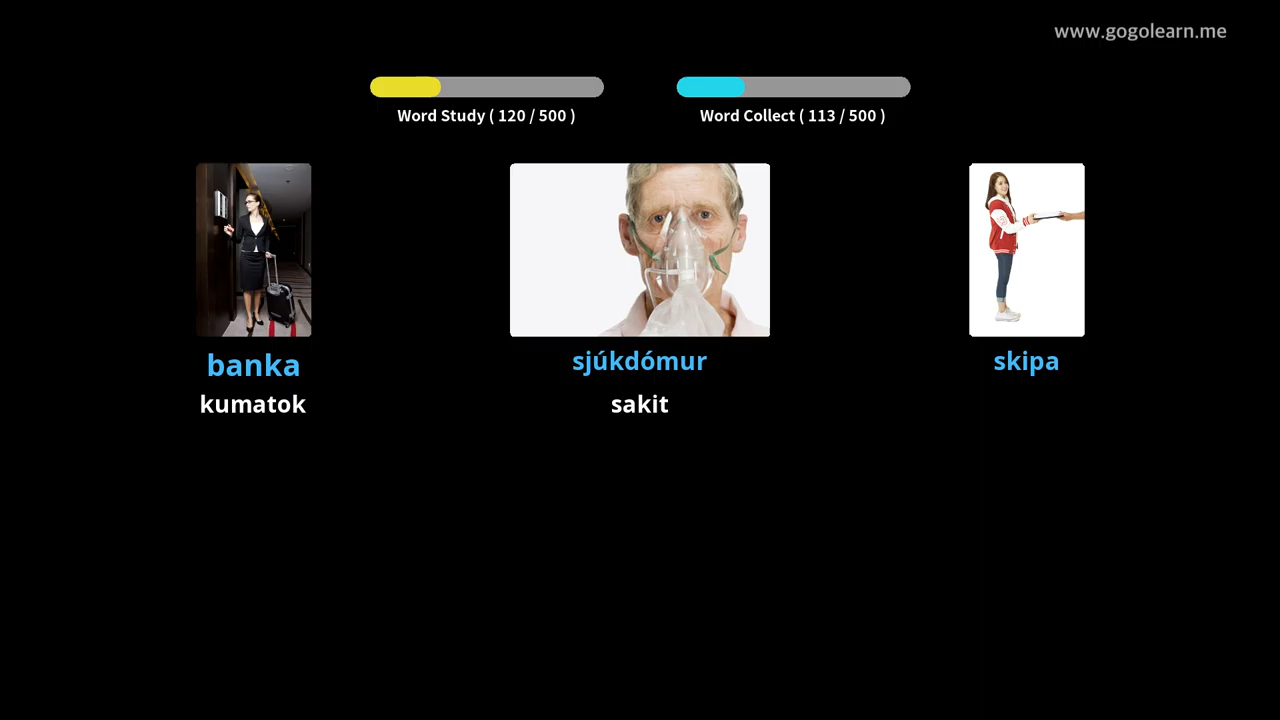 www.gogolearn.me
Word Study ( 120 / 500 )
Word Collect ( 113 / 500 )
banka
kumatok
sjúkdómur
sakit
skipa